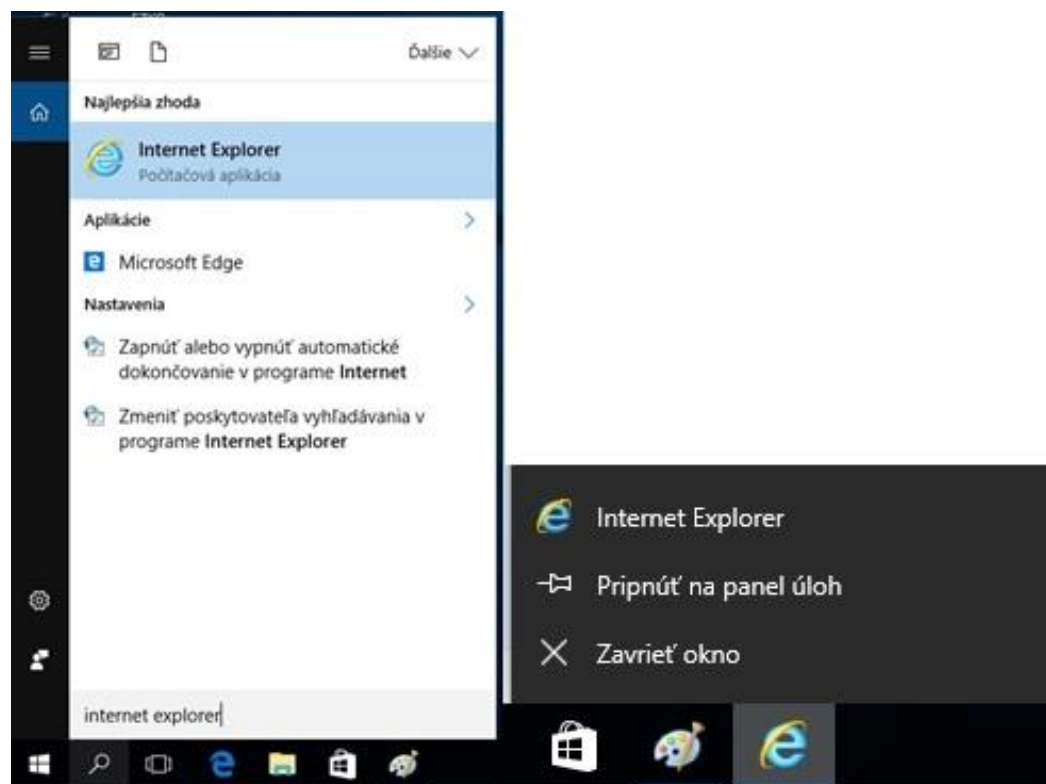 Ďalšie
Najlepšia zhoda
Internet Explorer
Počítačová aplikácia
Aplikácie
Microsoft Edge
Nastavenia
Zapnúť alebo vypnúť automatické
dokončovanie v programe Internet
Zmeniť poskytovateľa vyhľadávania v
programe Internet Explorer
internet explorer
Internet Explorer
Pripnúť na panel úloh
Zavrieť okno